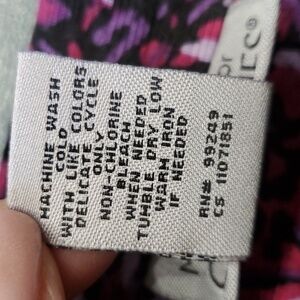 MACHINE WASH
COLD
WITH LIKE COLORS
DELICATE CYCLE
ONLY
NON-CHLORINE
BLEACH
WHEN NEEDED
TUMBLE DRY LOW
WARM IRON
IF NEEDED
RN# 99249
CS 11071851